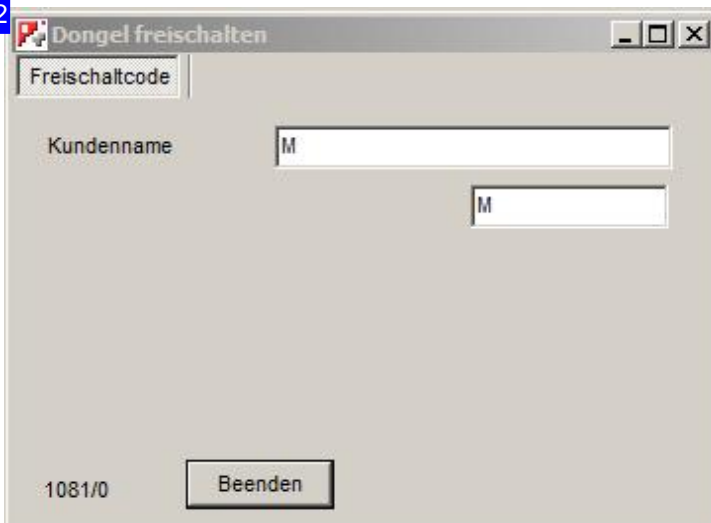 2
Dongel freischalten
Freischaltcode
Kundenname M
M
1081/0 Beenden